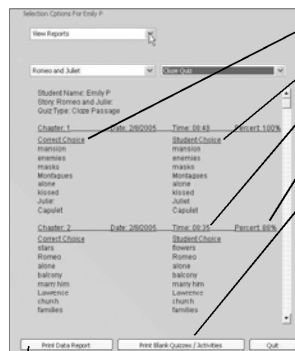 Selection Options For Emily P
View Reports
Romeo and Juliet Cloze Quiz
Student Name: Emily P
Story: Romeo and Juliet
Quiz Type: Cloze Passage
Chapter: 1 Date: 2/8/2005 Time: 08:48 Percent: 100%
Correct Choice Student Choice
mansion mansion
enemies enemies
masks masks
Montagues Montagues
alone alone
kissed kissed
Juliet Juliet
Capulet Capulet
Chapter: 2 Date: 2/8/2005 Time: 08:35 Percent: 88%
Correct Choice Student Choice
stars flowers
Romeo Romeo
alone alone
balcony balcony
marry him marry him
Lawrence Lawrence
church church
families families
Print Data Report Print Blank Quizzes / Activities Quit